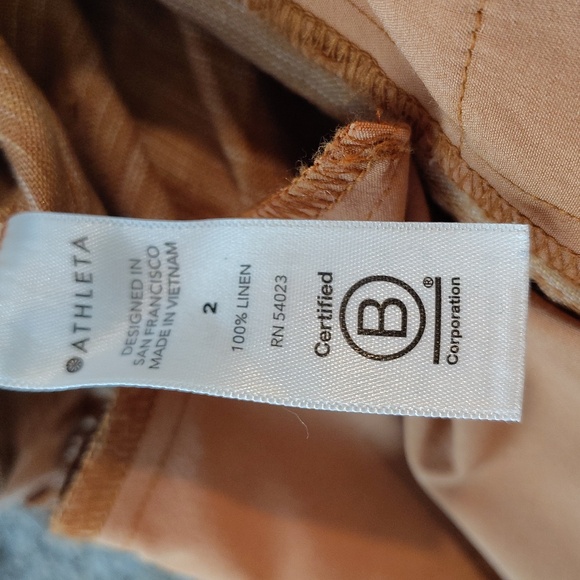 ATHLETA
DESIGNED IN
SAN FRANCISCO
MADE IN VIETNAM
2
100% LINEN
RN 54023
Certified
B®
Corporation